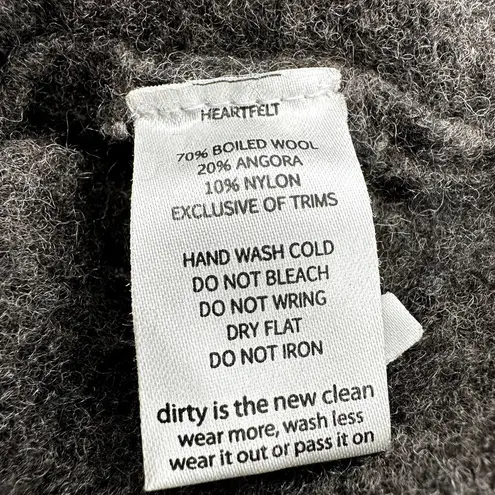 HEARTFELT
70% BOILED WOOL
20% ANGORA
10% NYLON
EXCLUSIVE OF TRIMS
HAND WASH COLD
DO NOT BLEACH
DO NOT WRING
DRY FLAT
DO NOT IRON
dirty is the new clean
wear more, wash less
wear it out or pass it on